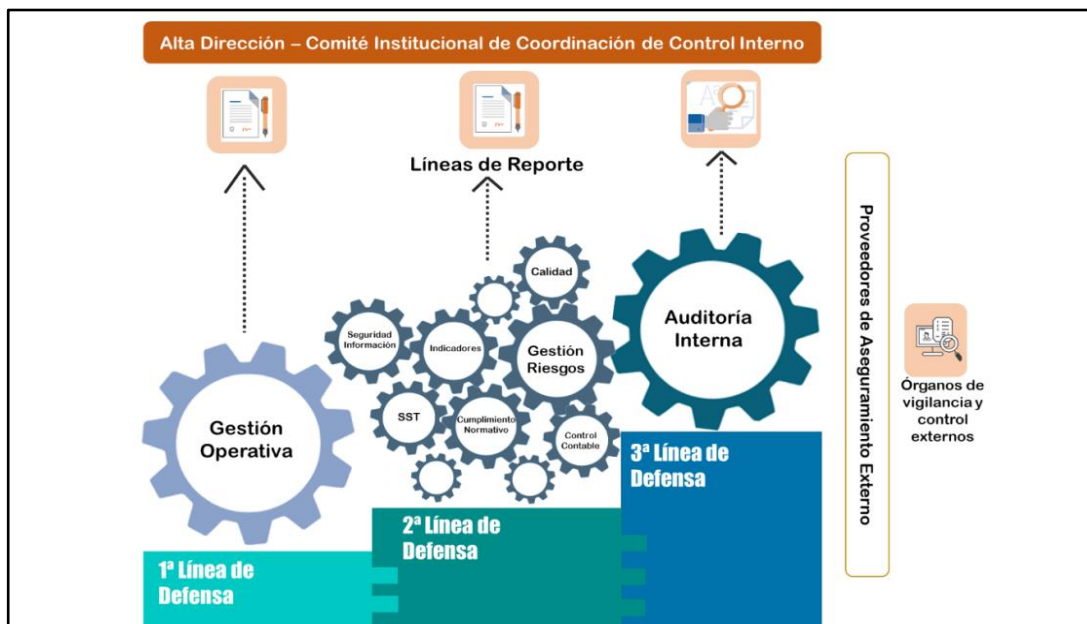 Alta Dirección – Comité Institucional de Coordinación de Control Interno
Líneas de Reporte
Calidad
Seguridad
Información
Indicadores
Gestión
Riesgos
Auditoría
Interna
SST
Cumplimiento
Normativo
Control
Contable
Gestión
Operativa
1ª Línea de
Defensa
2ª Línea de
Defensa
3ª Línea de
Defensa
Proveedores de Aseguramiento Externo
Órganos de
vigilancia y
control
externos